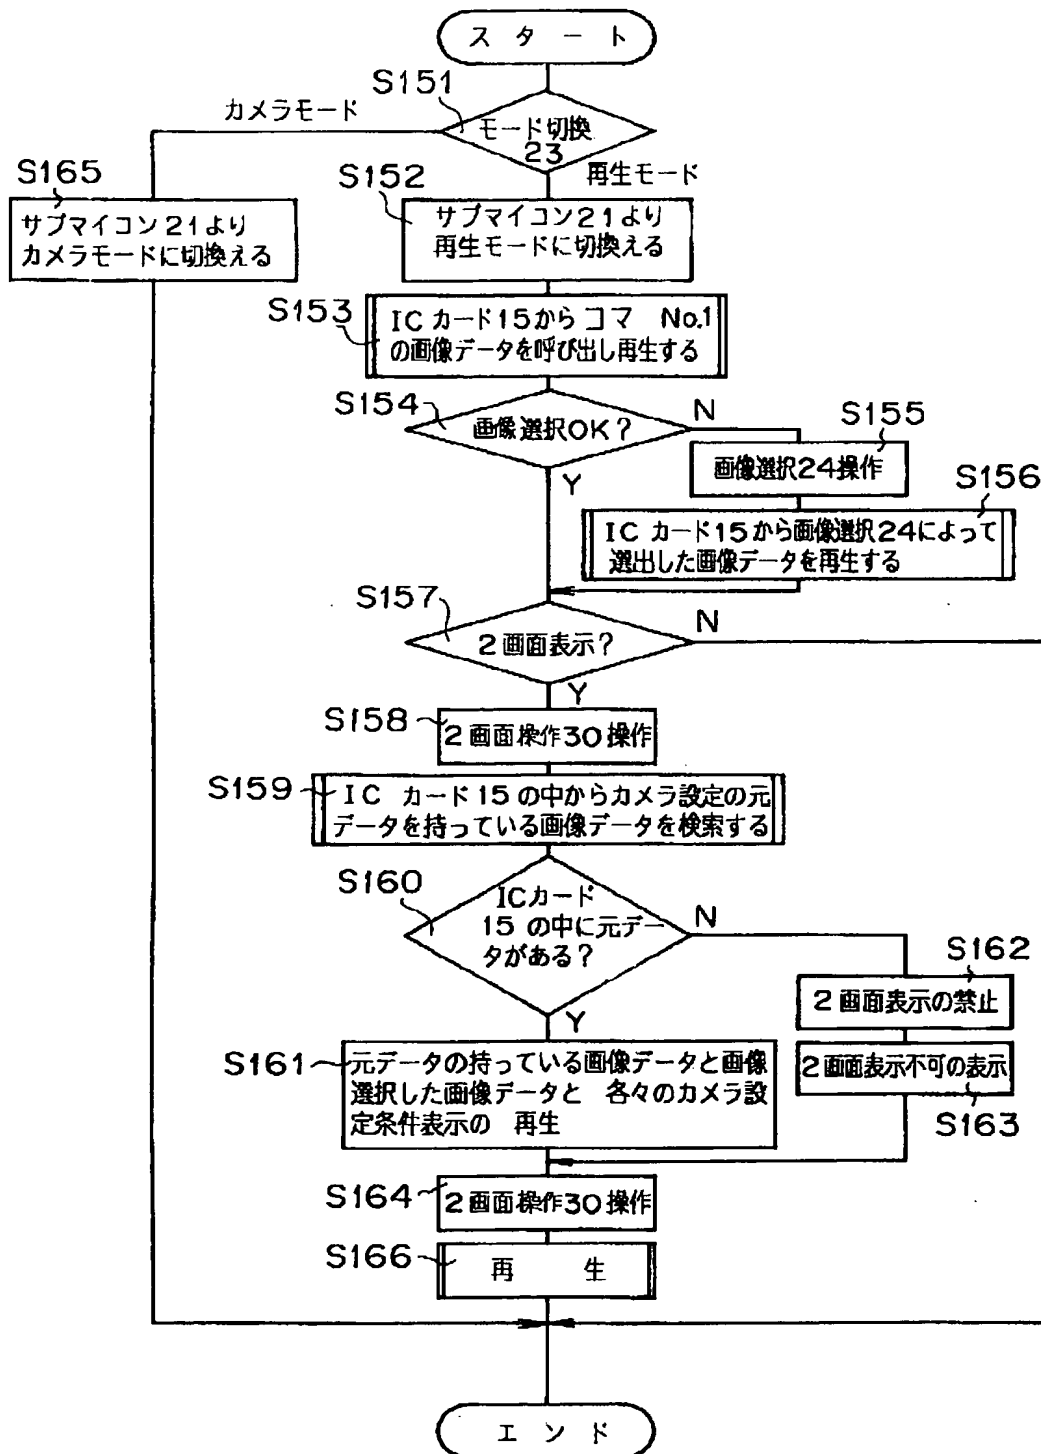 スタート
S151
カメラモード
モード切換
23
S165
S152
再生モード
サブマイコン21より
カメラモードに切換える
サブマイコン21より
再生モードに切換える
S153
ICカード15からコマ No.1
の画像データを呼び出し再生する
S154
画像選択OK?
N
Y
S155
画像選択24操作
S156
ICカード15から画像選択24によって
選出した画像データを再生する
S157
2画面表示?
N
Y
S158
2画面操作30操作
S159
ICカード15の中からカメラ設定の元
データを持っている画像データを検索する
S160
ICカード
15の中に元デー
タがある?
N
Y
S162
2画面表示の禁止
S161
元データの持っている画像データと画像
選択した画像データと 各々のカメラ設
定条件表示の 再生
2画面表示不可の表示
S163
S164
2画面操作30操作
S166
再生
エンド